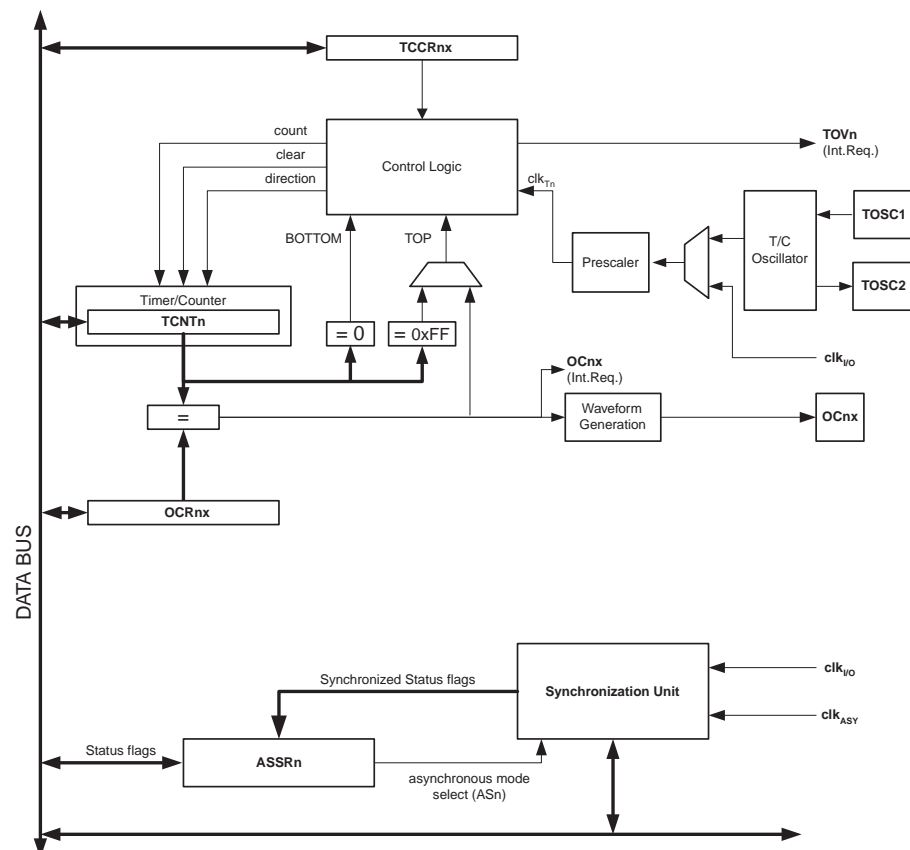 TCCRnx
count
clear
direction
Control Logic
TOVn
(Int.Req.)
clkTn
BOTTOM
TOP
Prescaler
T/C
Oscillator
TOSC1
TOSC2
clkI/O
Timer/Counter
TCNTn
= 0
= 0xFF
OCnx
(Int.Req.)
=
Waveform
Generation
OCnx
OCRnx
DATA BUS
Synchronized Status flags
Synchronization Unit
clkI/O
clkASY
Status flags
ASSRn
asynchronous mode
select (ASn)